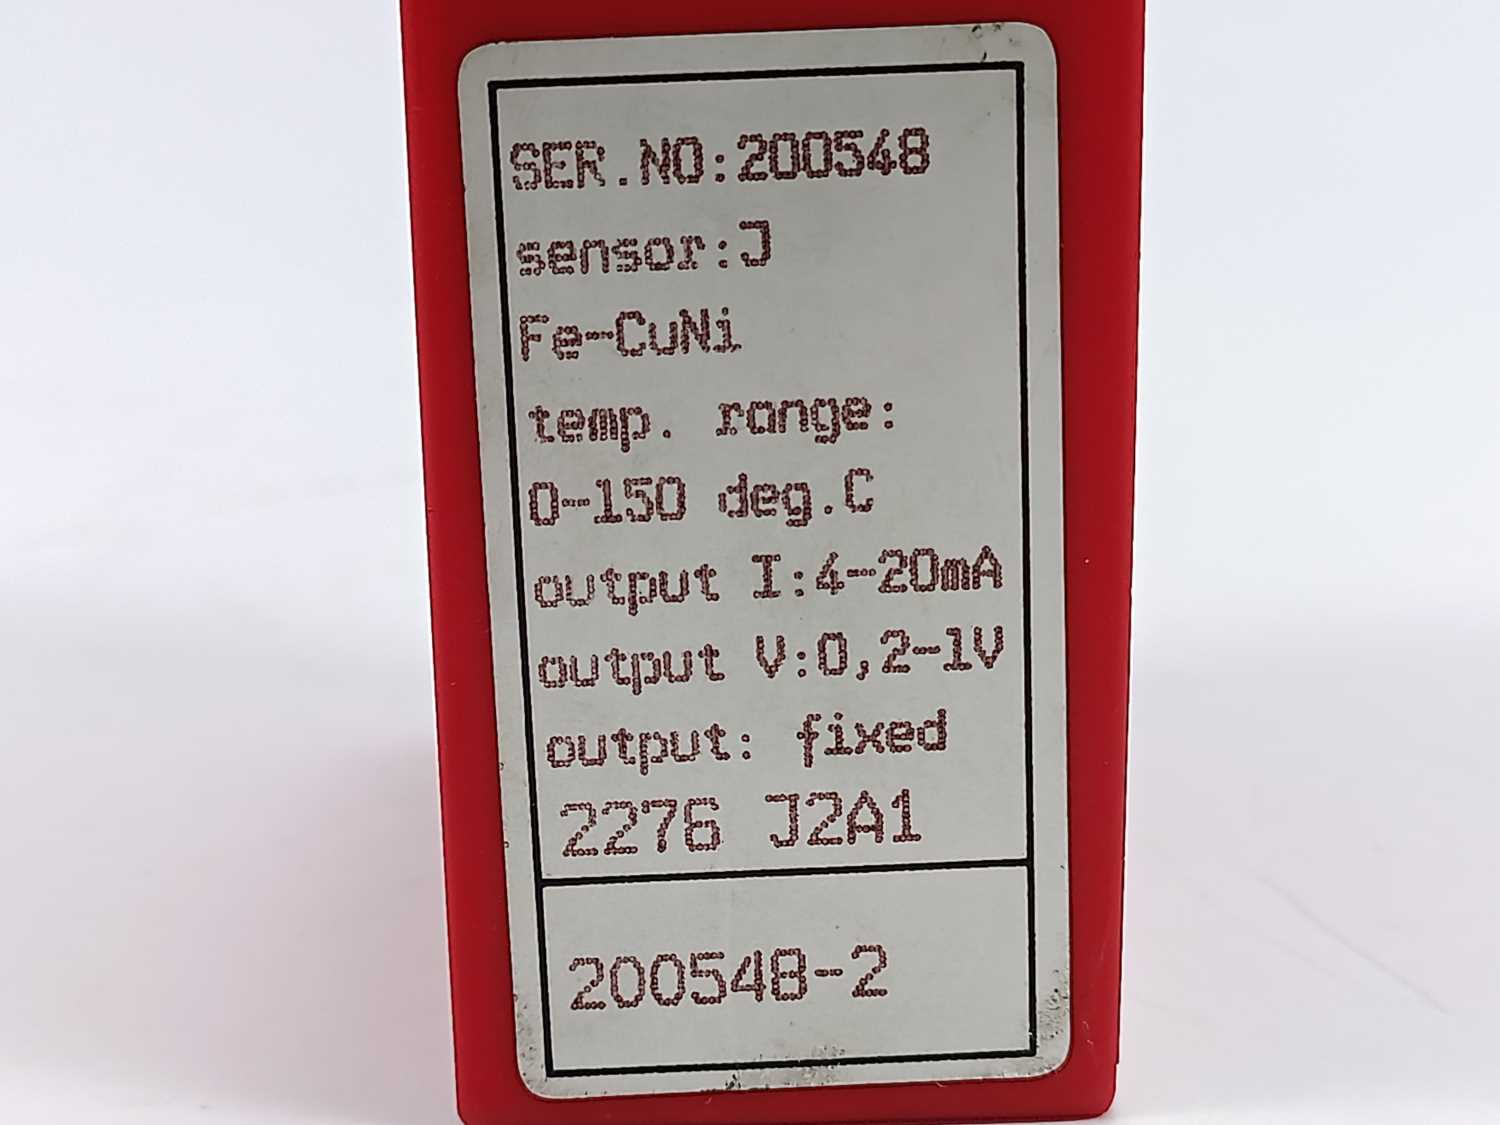 SER.NO:200548
sensor:J
Fe-CuNi
temp. range:
0-150 deg.C
output I:4-20mA
output V:0,2-1V
output: fixed
2276 J2A1
200548-2